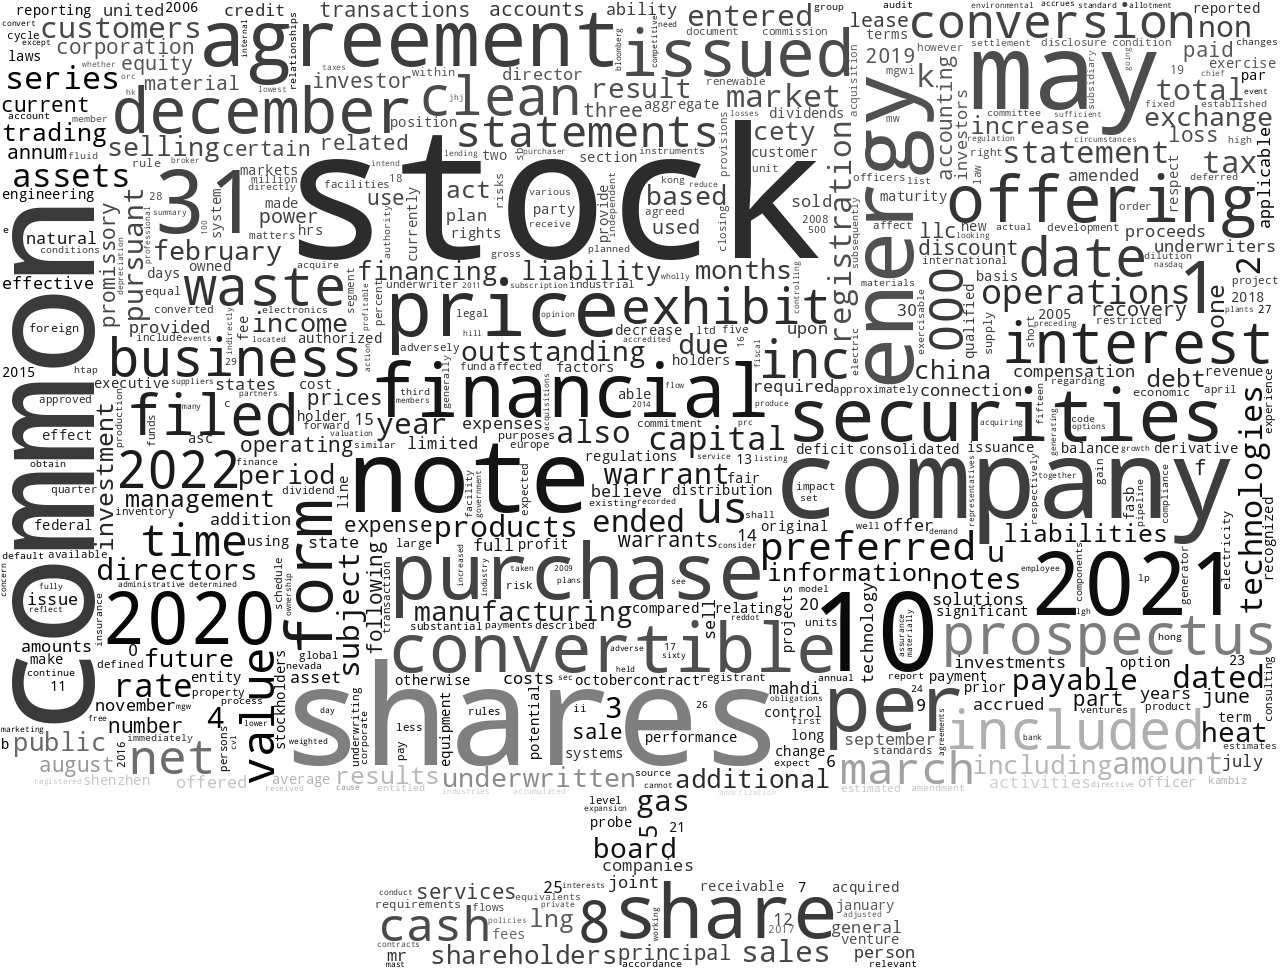 reporting united 2006 credit transactions accounts ability entered group audit environmental accrues standard allotment
convert customers agreement issued document commission lease conversion reported
cycle corporation internal relationships bloomberg competitive need terms non
except equity investor taxes within director renewable acquisition 2019 however settlement disclosure condition paid changes
laws whether material lowest clean result market mgwi k may going subsidiary 19 chief exercise
series orc december jhj three aggregate dividends accounting investors total par event
current hk position losses mw increase committee sufficient fixed established
account member selling certain related statements cety provisions registration energy right statement circumstances exchange
trading rule broker lending two purchaser section instruments customer officers list regulation amended loss high
annum fluid markets intend 18 risks various kong reduce unit law respect tax deferred applicable
assets 28 31 million directly facilities use act party provide independent based sold maturity offering order
engineering summary made stock plan receive agreed closing 2008 affect new actual development proceeds
e natural professional 100 system power authority currently rights used 500 subsequently llc looking underwriters
conditions promissory pursuant february matters hrs gross planned discount date dilution
effective depreciation days owned acquire financing liability wholly months international basis nasdaq 2
common waste segment percent underwriter 2011 subscription industrial controlling materials 000 operations 1 project
foreign equal converted electronics profitable price legal opinion exhibit 30 qualified supply recovery 2018
provided indirectly fee income authorized hill decrease ltd five upon exercisable 2005 restricted one plants 27
include events located adversely accredited 16 electric short preceding interest
2015 htap business 29 action outstanding due holders fiscal inc china compensation
executive suppliers states cost generally fund affected factors required approximately connection regarding debt revenue
approved production partners prices financial third members acquisitions able flow produce fifteen economic april
effect funds many c holder forward 15 year 2014 securities acquiring code options experience
filed asc valuation similar expenses purposes also commitment prc generating
obtain investment operating limited europe capital deficit consolidated issuance balance growth derivative
2022 finance period note regulations service 13 listing company representatives together gain f technologies
quarter management dividend line facility government expected warrant fair impact set respectively fasb pipeline compliance
inventory believe distribution existing recorded
federal addition form expense products ended us shall original well offer demand liabilities recognized
default available time using state large full profit warrants 14 consider preferred u electricity
concern directors subject following increased industry purchase taken 2009 plans see information employee components lp generator
fully administrative determined schedule ownership transaction risk model notes 2021
issue reflect insurance 2020 manufacturing compared relating sell projects 20 10 technology solutions lgh
amounts 0 substantial payments described reddot units assurance materially significant prospectus
make defined future value global convertible adverse 17 sixty hong 23
continue 11 entity nevada asset held investments option consulting
rate property stockholders otherwise costs sec october contract registrant annual report payment payable dated
november mgw process day shares potential ii 3 mahdi obligations per 24 9 prior accrued part years june
marketing free number 4 persons lower underwriting corporate less equipment rules 26 control first agreements ventures product
b public 2016 immediately cvl weighted pay sale performance long september bank included term heat
august net systems change standards estimates
registered shenzhen offered average results underwritten source additional expect 6 march including amount july
received cause entitled industries accumulated cannot amortization estimated amendment activities directive officer kambiz
level gas
expansion
probe 5 21
board
companies
conduct services 25 interests joint receivable 7 acquired
requirements flows equivalents private share january
cash policies lng 8 working 12 adjusted
fees 2017 general
contracts venture
mr shareholders principal sales person
mast accordance relevant